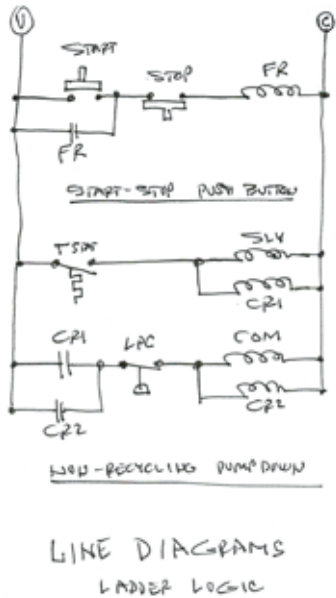 START
STOP
FR
FR
START-STOP PUSH BUTTON
TSTAT
SLV
CR1
CR1
LPC
COM
CR2
CR2
NON-RECYCLING PUMPDOWN
LINE DIAGRAMS
LADDER LOGIC